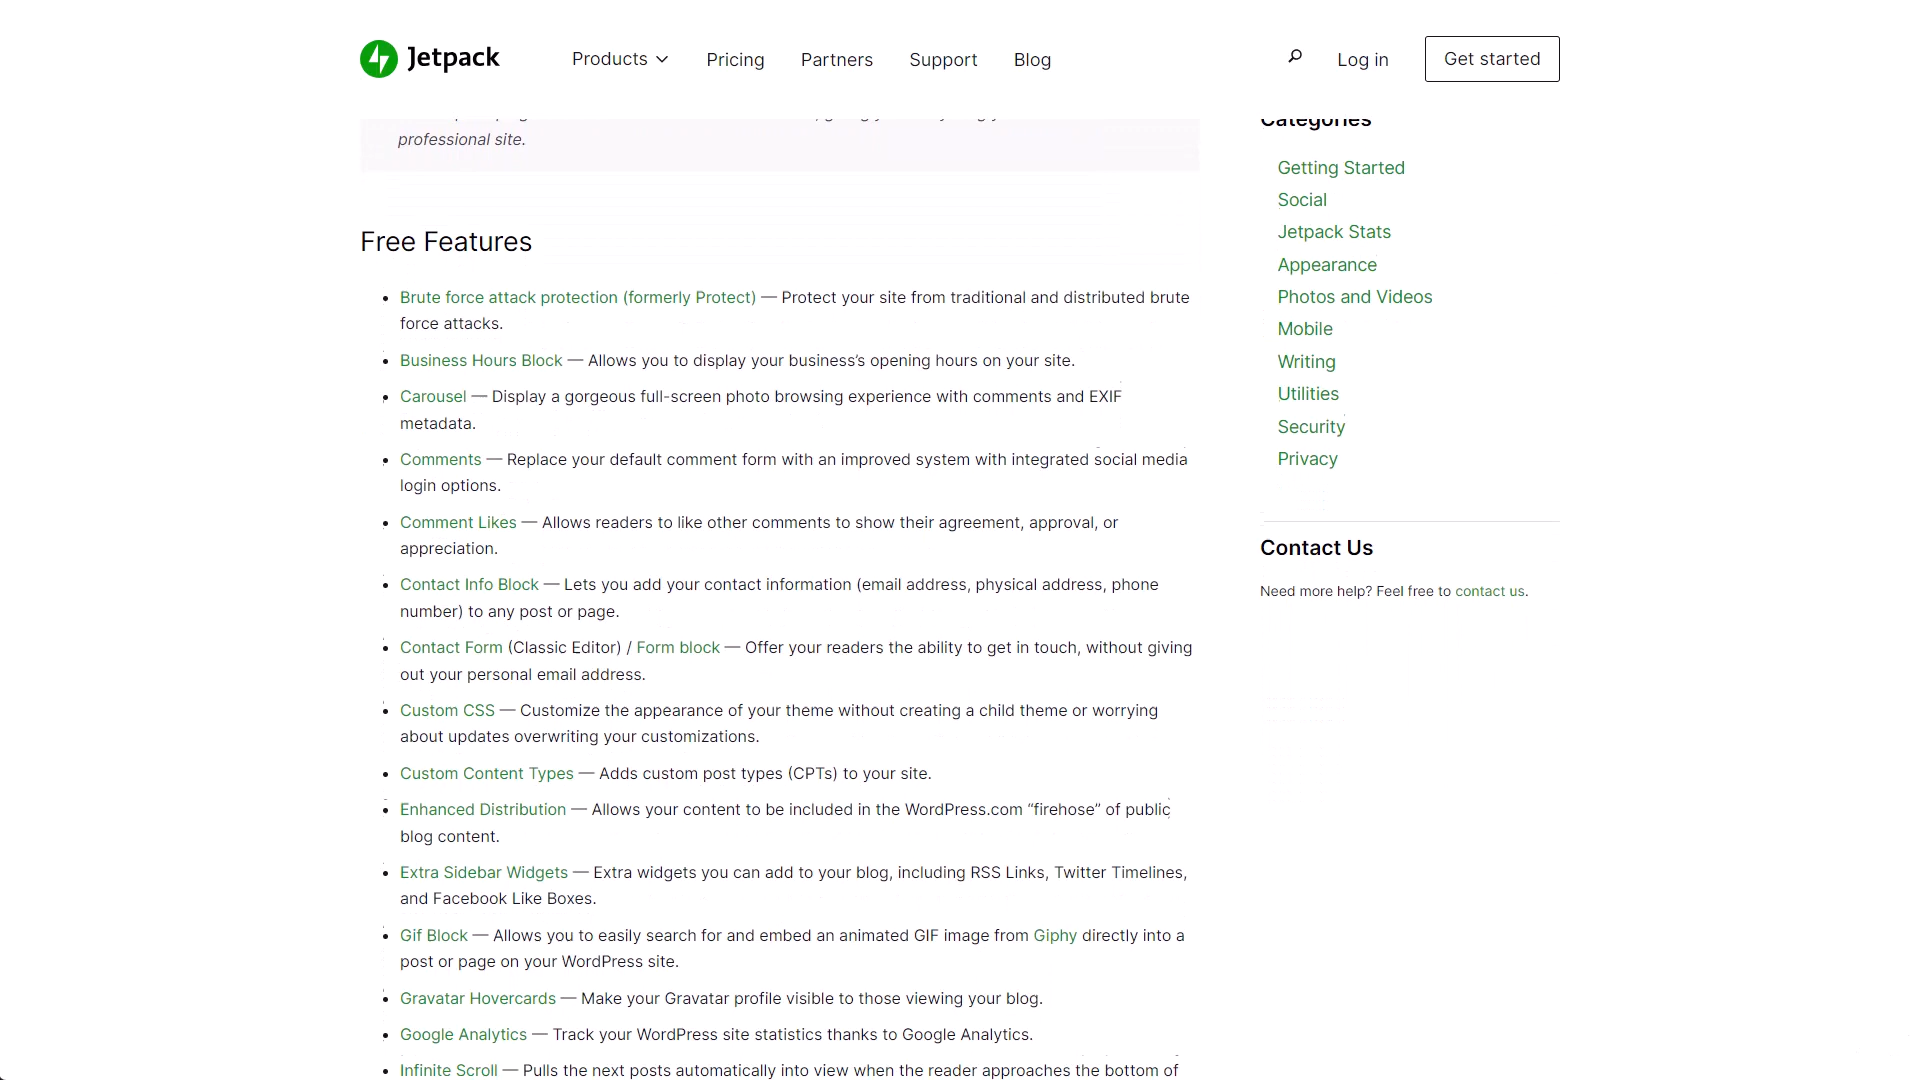 Jetpack
Products
Pricing
Partners
Support
Blog
Log in
Get started
professional site.
Free Features
Brute force attack protection (formerly Protect) — Protect your site from traditional and distributed brute
force attacks.
Business Hours Block — Allows you to display your business’s opening hours on your site.
Carousel — Display a gorgeous full-screen photo browsing experience with comments and EXIF
metadata.
Comments — Replace your default comment form with an improved system with integrated social media
login options.
Comment Likes — Allows readers to like other comments to show their agreement, approval, or
appreciation.
Contact Info Block — Lets you add your contact information (email address, physical address, phone
number) to any post or page.
Contact Form (Classic Editor) / Form block — Offer your readers the ability to get in touch, without giving
out your personal email address.
Custom CSS — Customize the appearance of your theme without creating a child theme or worrying
about updates overwriting your customizations.
Custom Content Types — Adds custom post types (CPTs) to your site.
Enhanced Distribution — Allows your content to be included in the WordPress.com “firehose” of public
blog content.
Extra Sidebar Widgets — Extra widgets you can add to your blog, including RSS Links, Twitter Timelines,
and Facebook Like Boxes.
Gif Block — Allows you to easily search for and embed an animated GIF image from Giphy directly into a
post or page on your WordPress site.
Gravatar Hovercards — Make your Gravatar profile visible to those viewing your blog.
Google Analytics — Track your WordPress site statistics thanks to Google Analytics.
Infinite Scroll — Pulls the next posts automatically into view when the reader approaches the bottom of
Categories
Getting Started
Social
Jetpack Stats
Appearance
Photos and Videos
Mobile
Writing
Utilities
Security
Privacy
Contact Us
Need more help? Feel free to contact us.